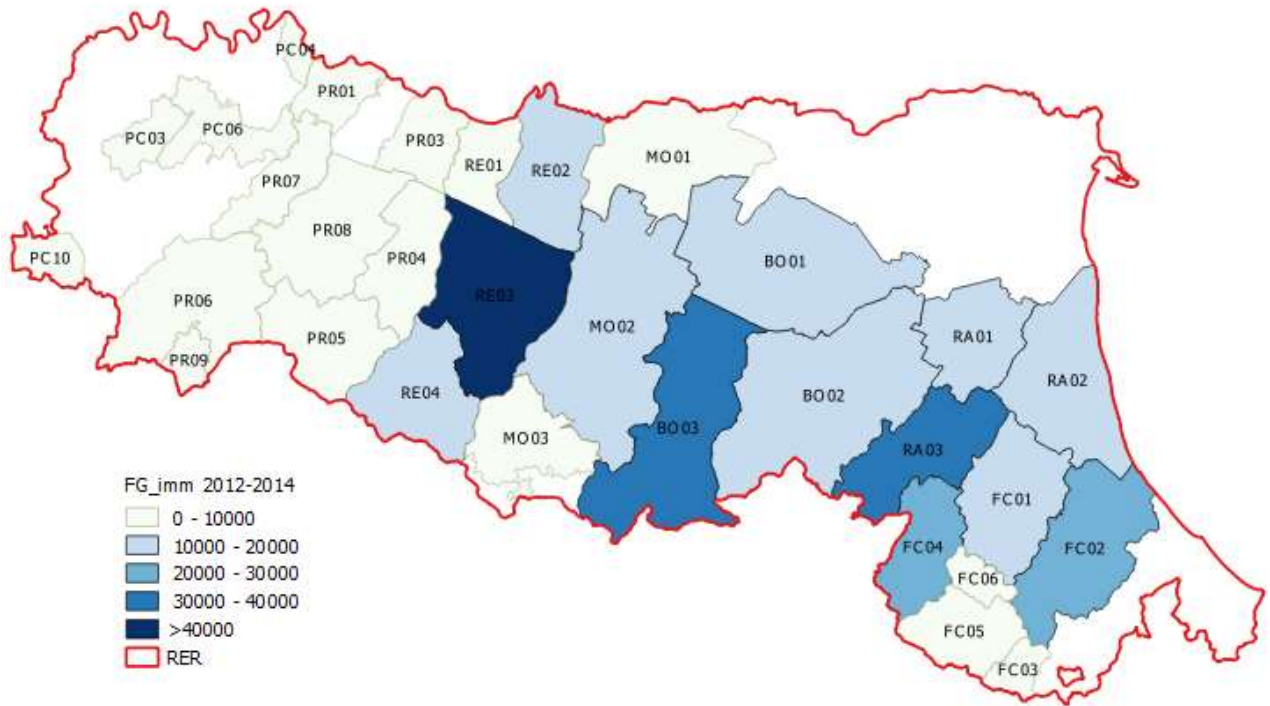 PC04
PR01
PC03
PC06
PR03
RE01
RE02
MO01
PR07
PR08
PR04
PC10
BO01
PR06
RE03
MO02
PR05
PR09
RA01
RA02
RE04
BO02
BO03
MO03
RA03
FC01
FC04
FC02
FC06
FC05
FC03
FG_imm 2012-2014
0 - 10000
10000 - 20000
20000 - 30000
30000 - 40000
>40000
RER